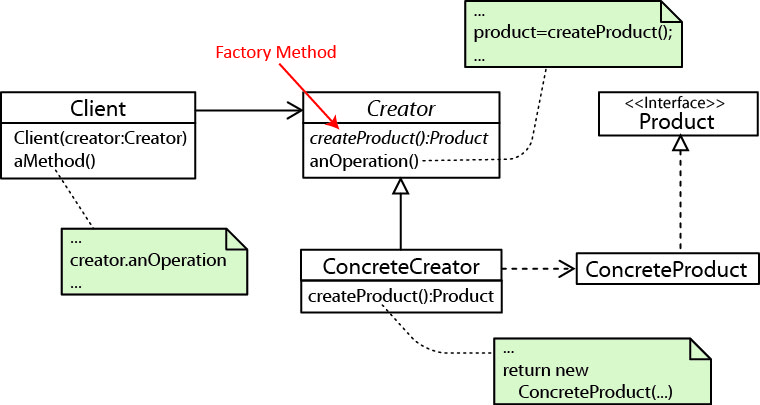 ...
product=createProduct();
...
Factory Method
Client
Client(creator:Creator)
aMethod()
Creator
createProduct():Product
anOperation()
<<Interface>>
Product
...
creator.anOperation
...
ConcreteCreator
createProduct():Product
ConcreteProduct
...
return new
ConcreteProduct(...)